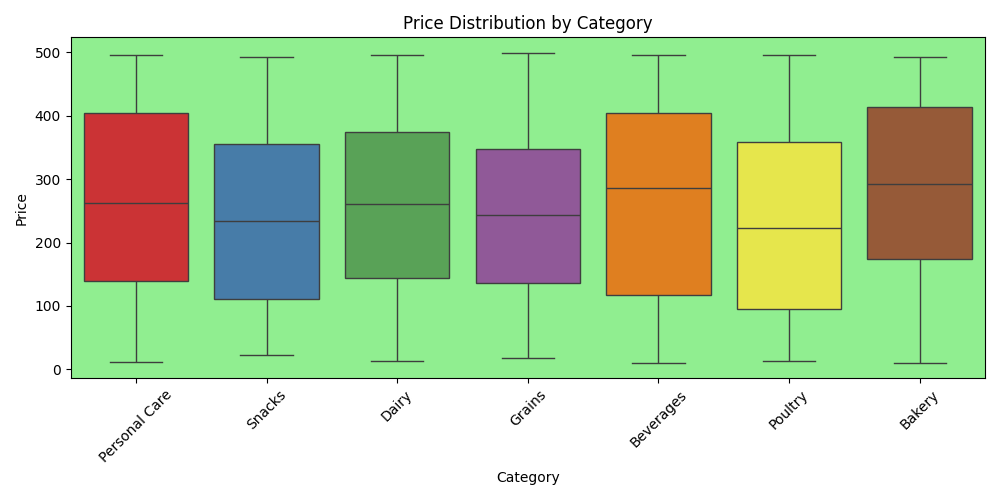 Price Distribution by Category
Price
500
400
300
200
100
0
Personal Care
Snacks
Dairy
Grains
Beverages
Poultry
Bakery
Category